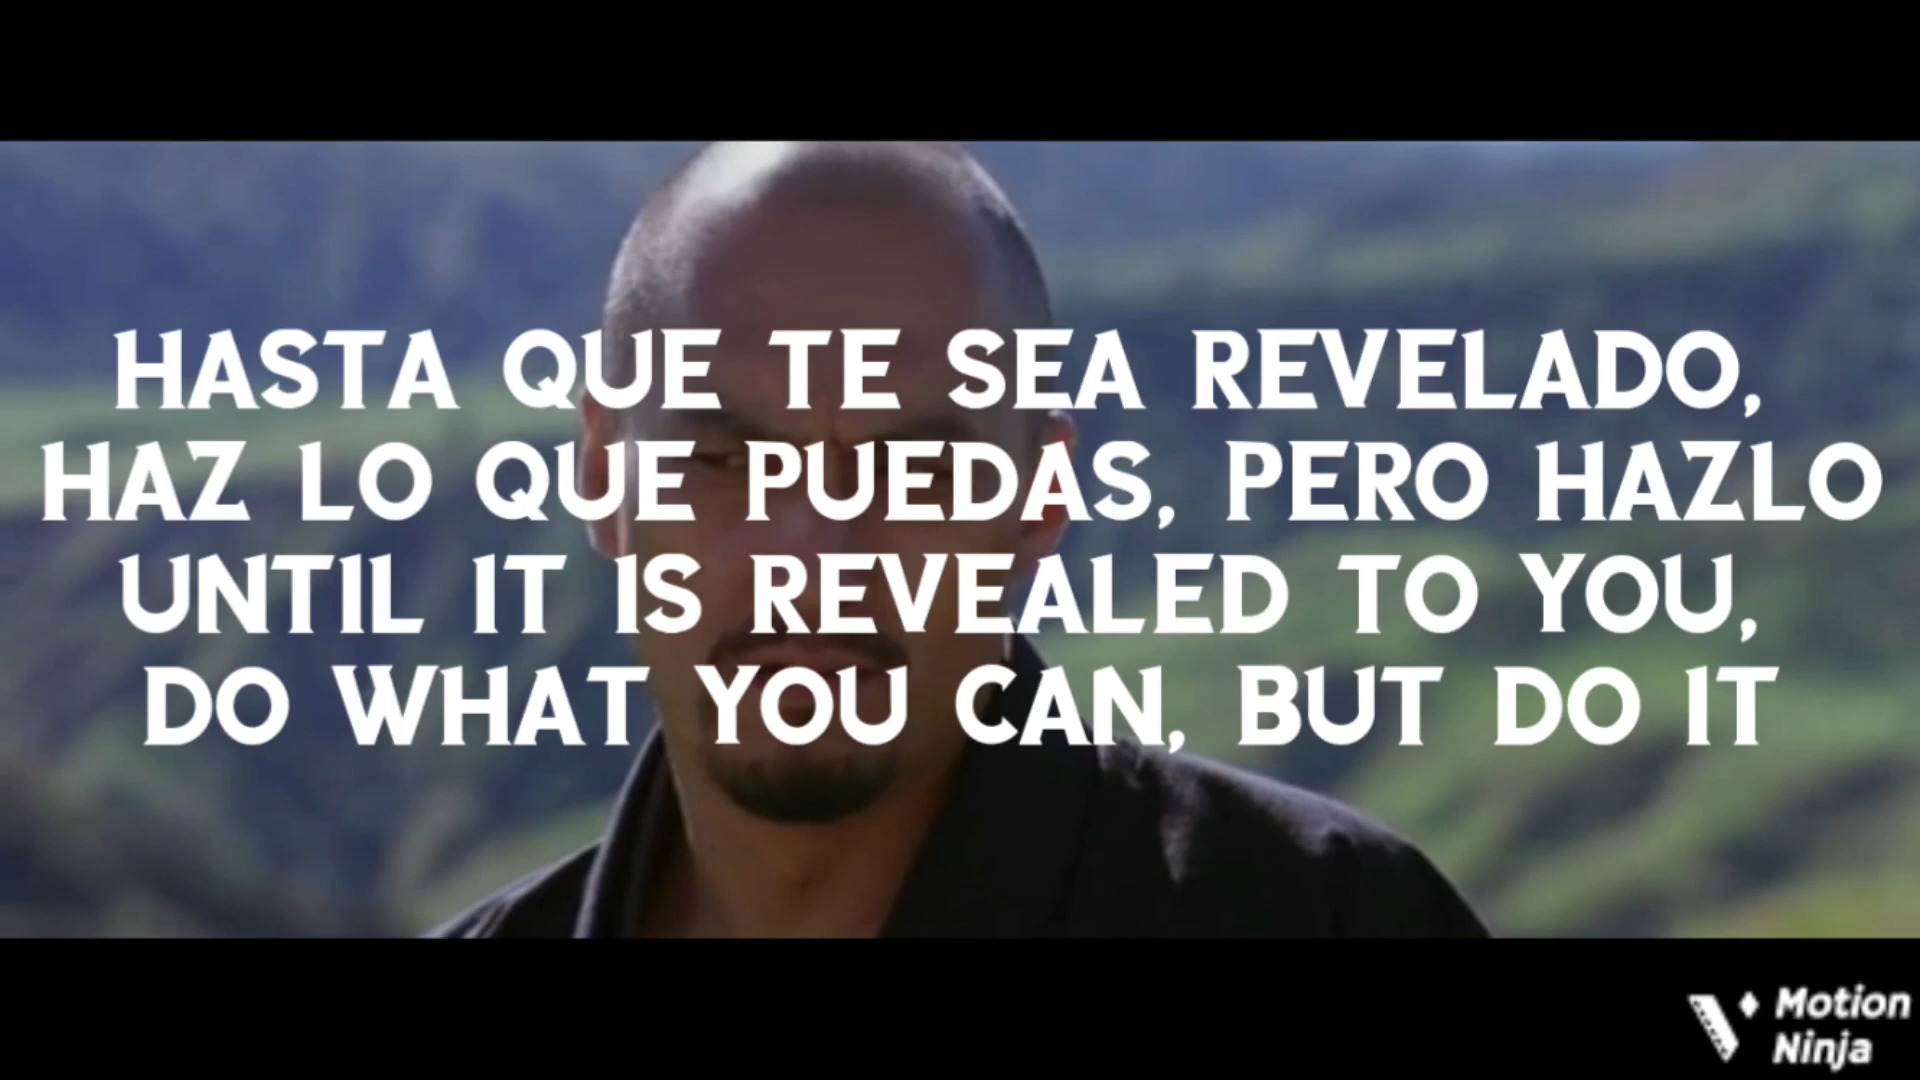 HASTA QUE TE SEA REVELADO,
HAZ LO QUE PUEDAS, PERO HAZLO
UNTIL IT IS REVEALED TO YOU,
DO WHAT YOU CAN, BUT DO IT
Motion
Ninja